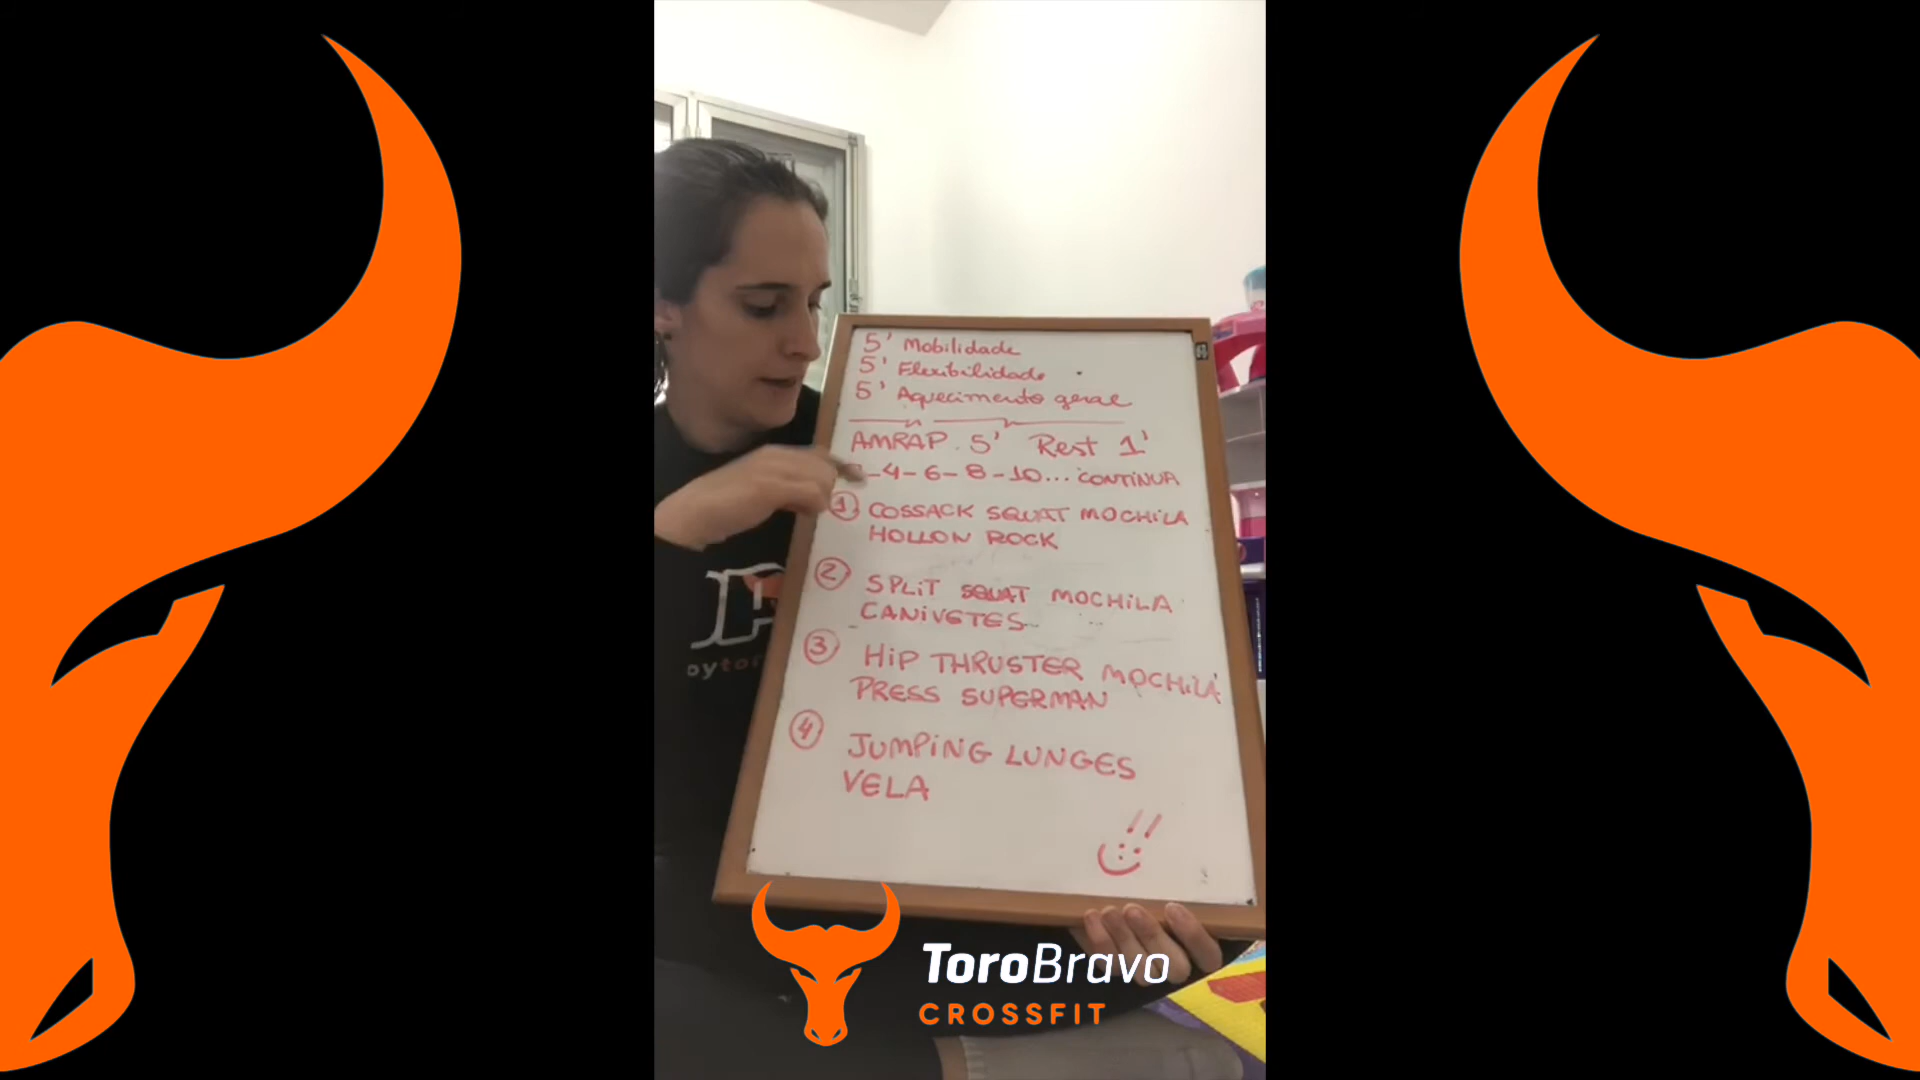 5' Mobilidade
5' Flexibilidade
5' Aquecimento geral
AMRAP. 5' Rest 1'
-4-6-8-10... CONTINUA
1 COSSACK SQUAT MOCHILA
HOLLON ROCK
2 SPLIT SQUAT MOCHILA
CANIVETES
3 HIP THRUSTER MOCHILA
PRESS SUPERMAN
4 JUMPING LUNGES
VELA
!!
ToroBravo
CROSSFIT